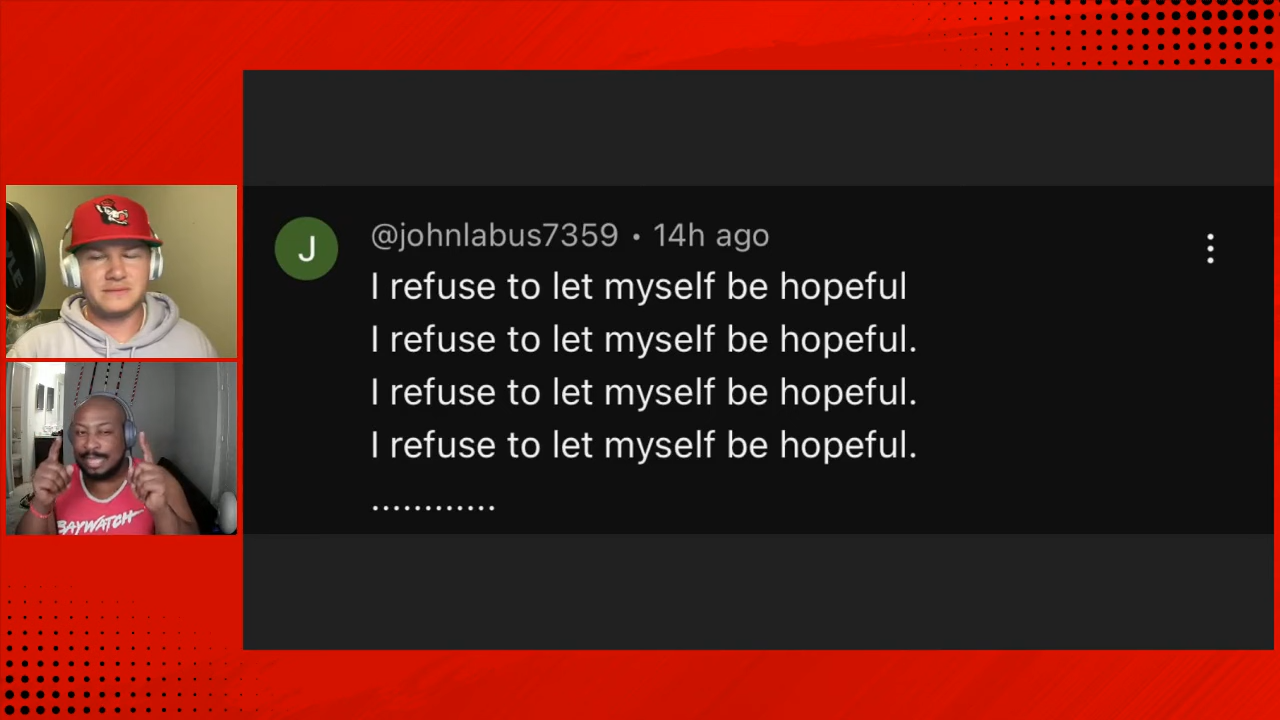 J
@johnlabus7359 • 14h ago
I refuse to let myself be hopeful
I refuse to let myself be hopeful.
I refuse to let myself be hopeful.
I refuse to let myself be hopeful.
............
BAYWATCH